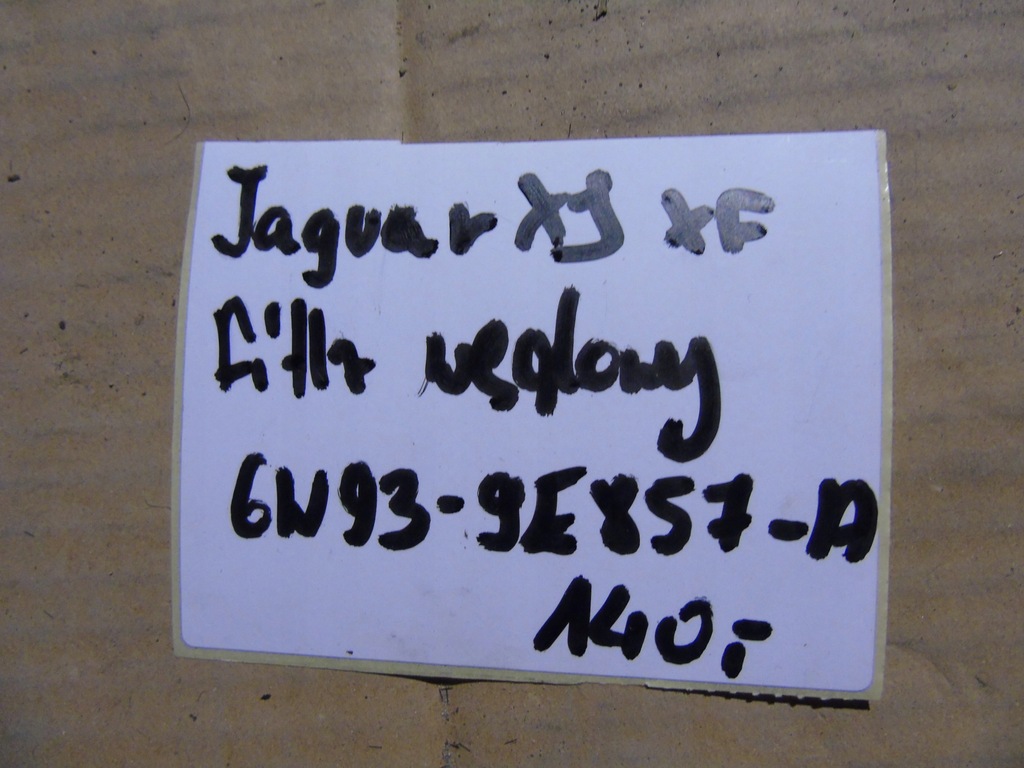 Jaguar XJ XF
filtr węglowy
6W93-9E857-A
140,-